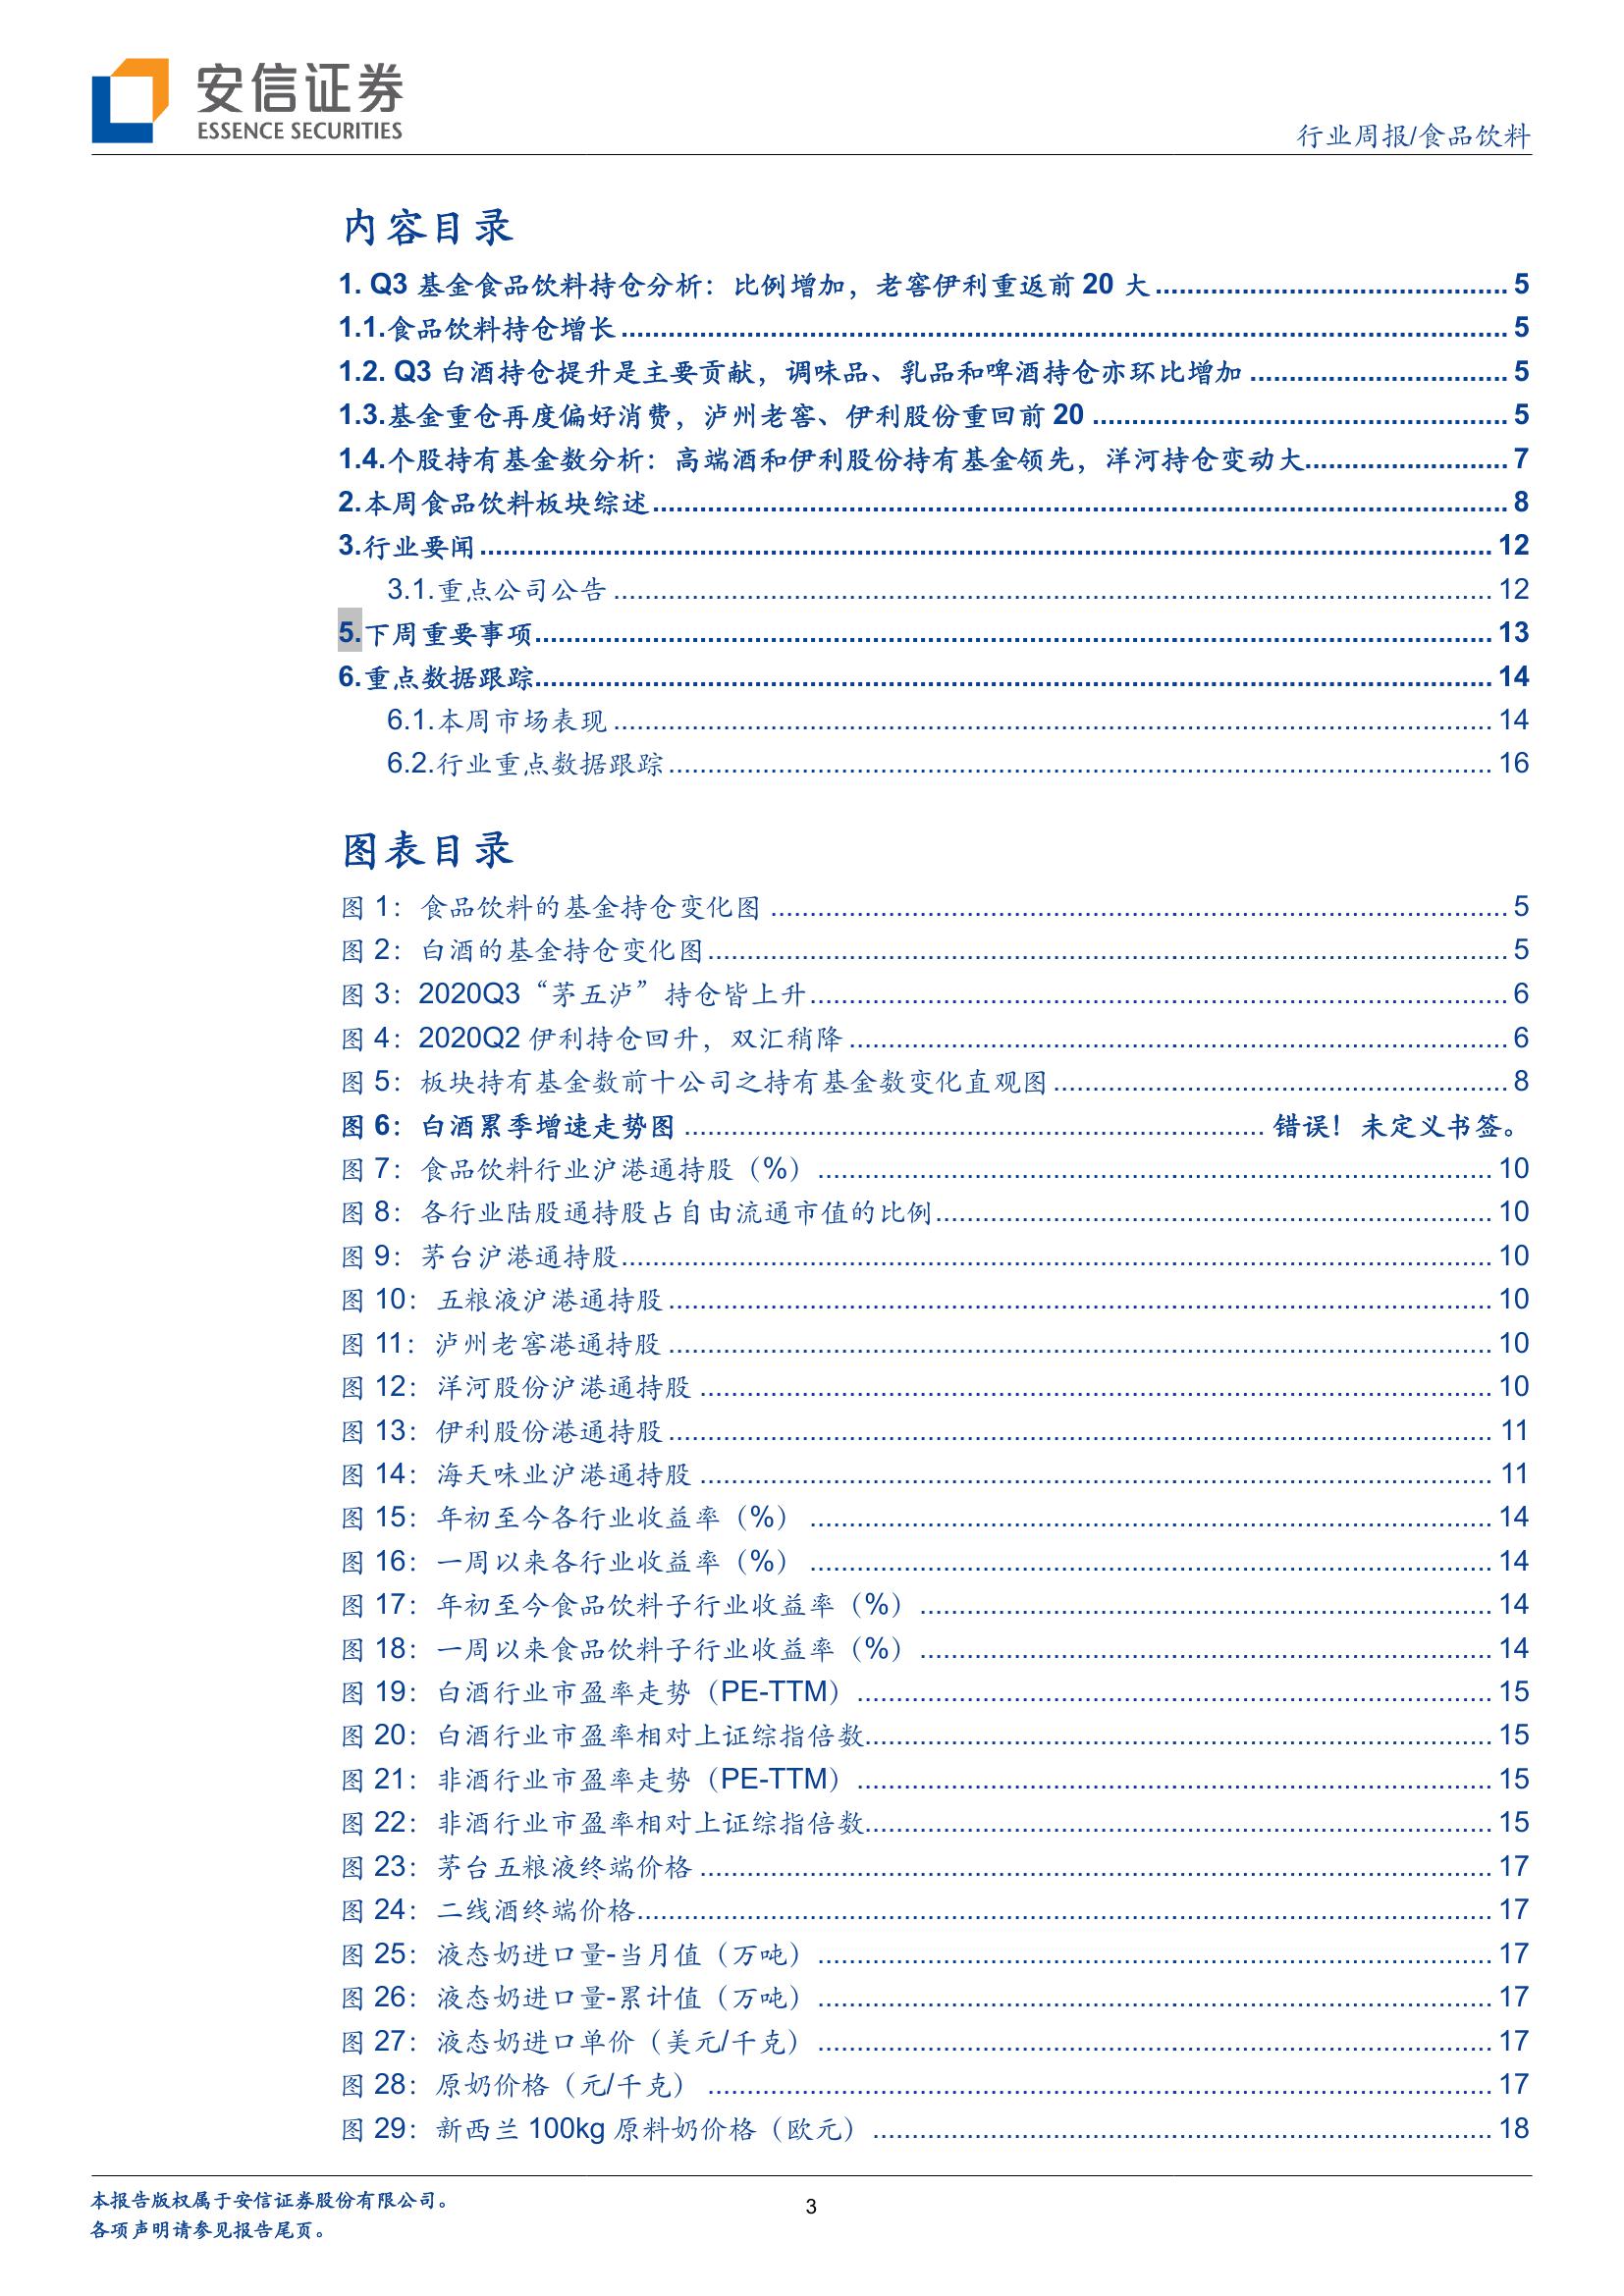 安信证券
ESSENCE SECURITIES
行业周报/食品饮料
内容目录
1. Q3 基金食品饮料持仓分析：比例增加，老窖伊利重返前 20 大 5
1.1.食品饮料持仓增长 5
1.2. Q3 白酒持仓提升是主要贡献，调味品、乳品和啤酒持仓亦环比增加 5
1.3.基金重仓再度偏好消费，泸州老窖、伊利股份重回前 20 5
1.4.个股持有基金数分析：高端酒和伊利股份持有基金领先，洋河持仓变动大 7
2.本周食品饮料板块综述 8
3.行业要闻 12
3.1.重点公司公告 12
5.下周重要事项 13
6.重点数据跟踪 14
6.1.本周市场表现 14
6.2.行业重点数据跟踪 16
图表目录
图 1：食品饮料的基金持仓变化图 5
图 2：白酒的基金持仓变化图 5
图 3：2020Q3“茅五泸”持仓皆上升 6
图 4：2020Q2 伊利持仓回升，双汇稍降 6
图 5：板块持有基金数前十公司之持有基金数变化直观图 8
图 6：白酒累季增速走势图 错误！未定义书签。
图 7：食品饮料行业沪港通持股（%） 10
图 8：各行业陆股通持股占自由流通市值的比例 10
图 9：茅台沪港通持股 10
图 10：五粮液沪港通持股 10
图 11：泸州老窖港通持股 10
图 12：洋河股份沪港通持股 10
图 13：伊利股份港通持股 11
图 14：海天味业沪港通持股 11
图 15：年初至今各行业收益率（%） 14
图 16：一周以来各行业收益率（%） 14
图 17：年初至今食品饮料子行业收益率（%） 14
图 18：一周以来食品饮料子行业收益率（%） 14
图 19：白酒行业市盈率走势（PE-TTM） 15
图 20：白酒行业市盈率相对上证综指倍数 15
图 21：非酒行业市盈率走势（PE-TTM） 15
图 22：非酒行业市盈率相对上证综指倍数 15
图 23：茅台五粮液终端价格 17
图 24：二线酒终端价格 17
图 25：液态奶进口量-当月值（万吨） 17
图 26：液态奶进口量-累计值（万吨） 17
图 27：液态奶进口单价（美元/千克） 17
图 28：原奶价格（元/千克） 17
图 29：新西兰 100kg 原料奶价格（欧元） 18
本报告版权属于安信证券股份有限公司。
各项声明请参见报告尾页。
3